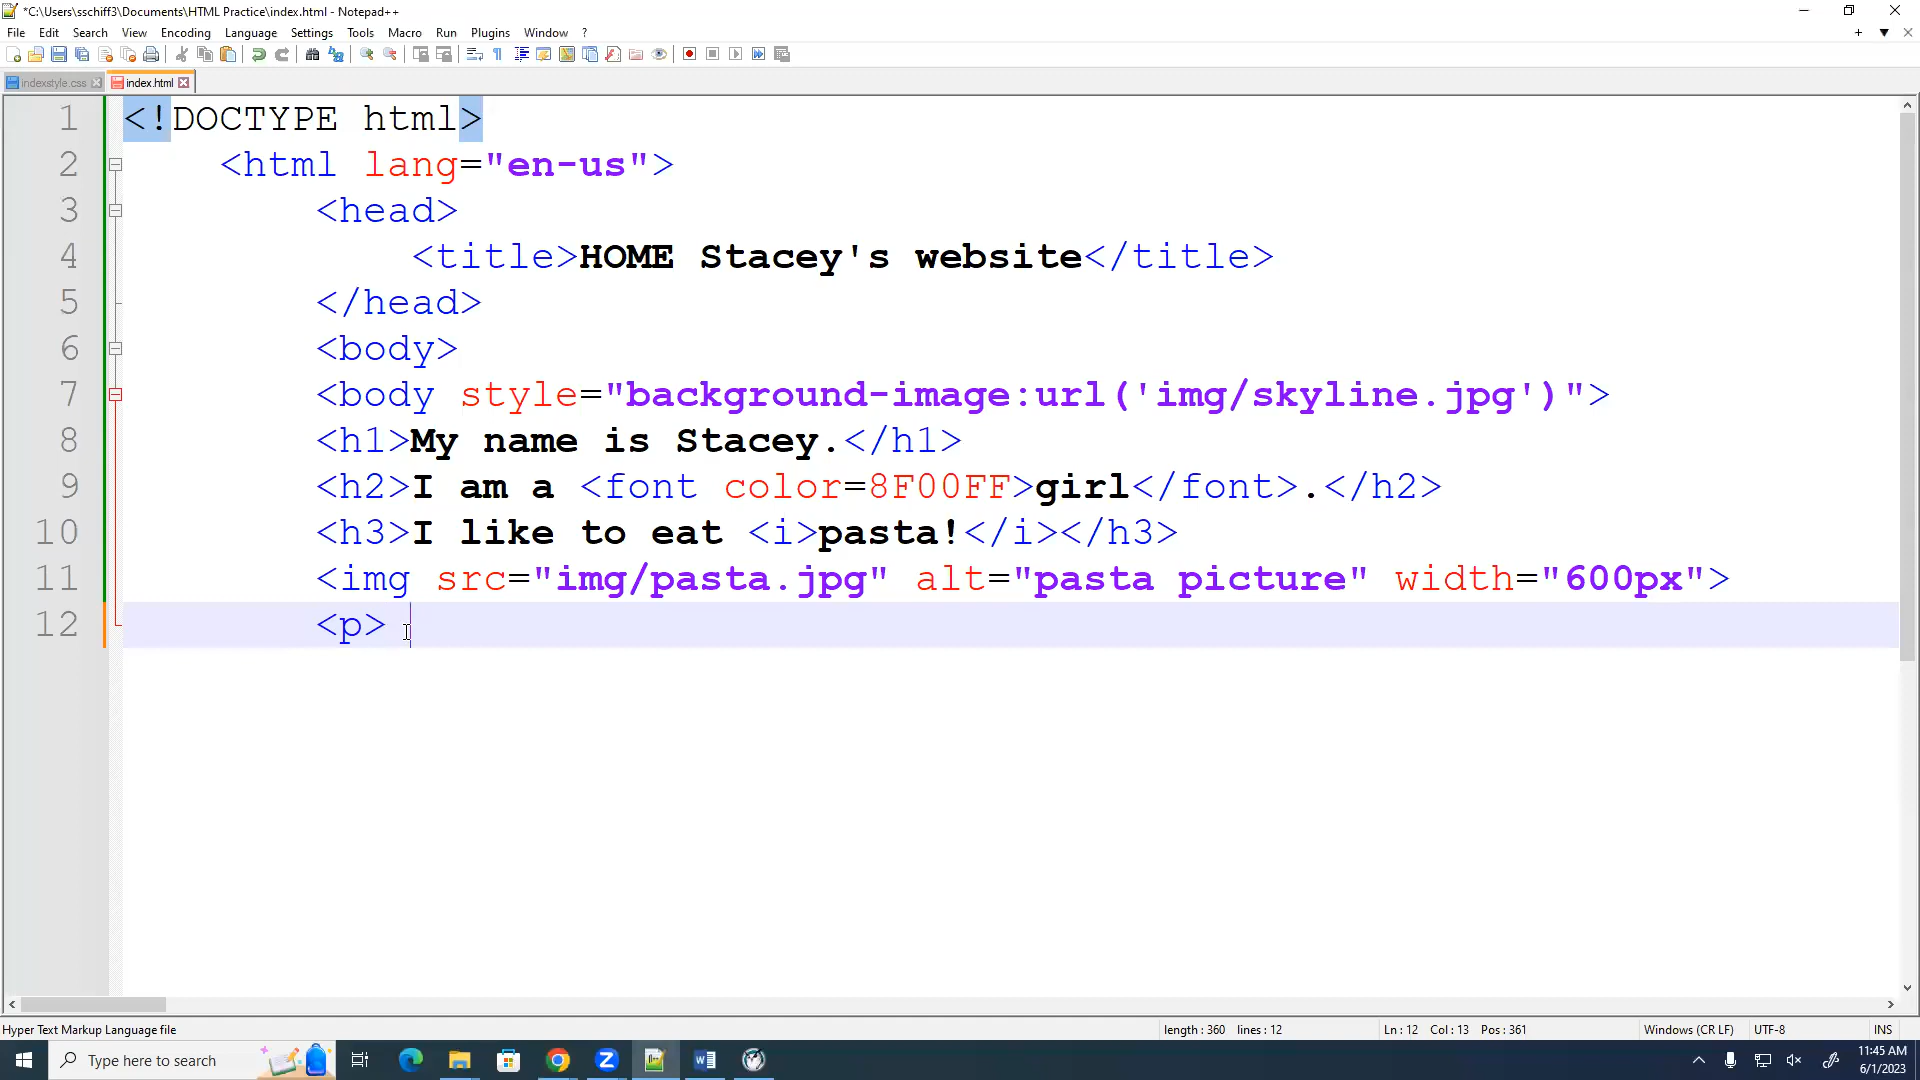 *C:\Users\sschiff3\Documents\HTML Practice\index.html - Notepad++
File Edit Search View Encoding Language Settings Tools Macro Run Plugins Window ?
indexstyle.css index.html
1 <!DOCTYPE html>
2 <html lang="en-us">
3 <head>
4 <title>HOME Stacey's website</title>
5 </head>
6 <body>
7 <body style="background-image:url('img/skyline.jpg')">
8 <h1>My name is Stacey.</h1>
9 <h2>I am a <font color=8F00FF>girl</font>.</h2>
10 <h3>I like to eat <i>pasta!</i></h3>
11 <img src="img/pasta.jpg" alt="pasta picture" width="600px">
12 <p>
Hyper Text Markup Language file length : 360 lines : 12 Ln : 12 Col : 13 Pos : 361 Windows (CR LF) UTF-8 INS
Type here to search
11:45 AM
6/1/2023